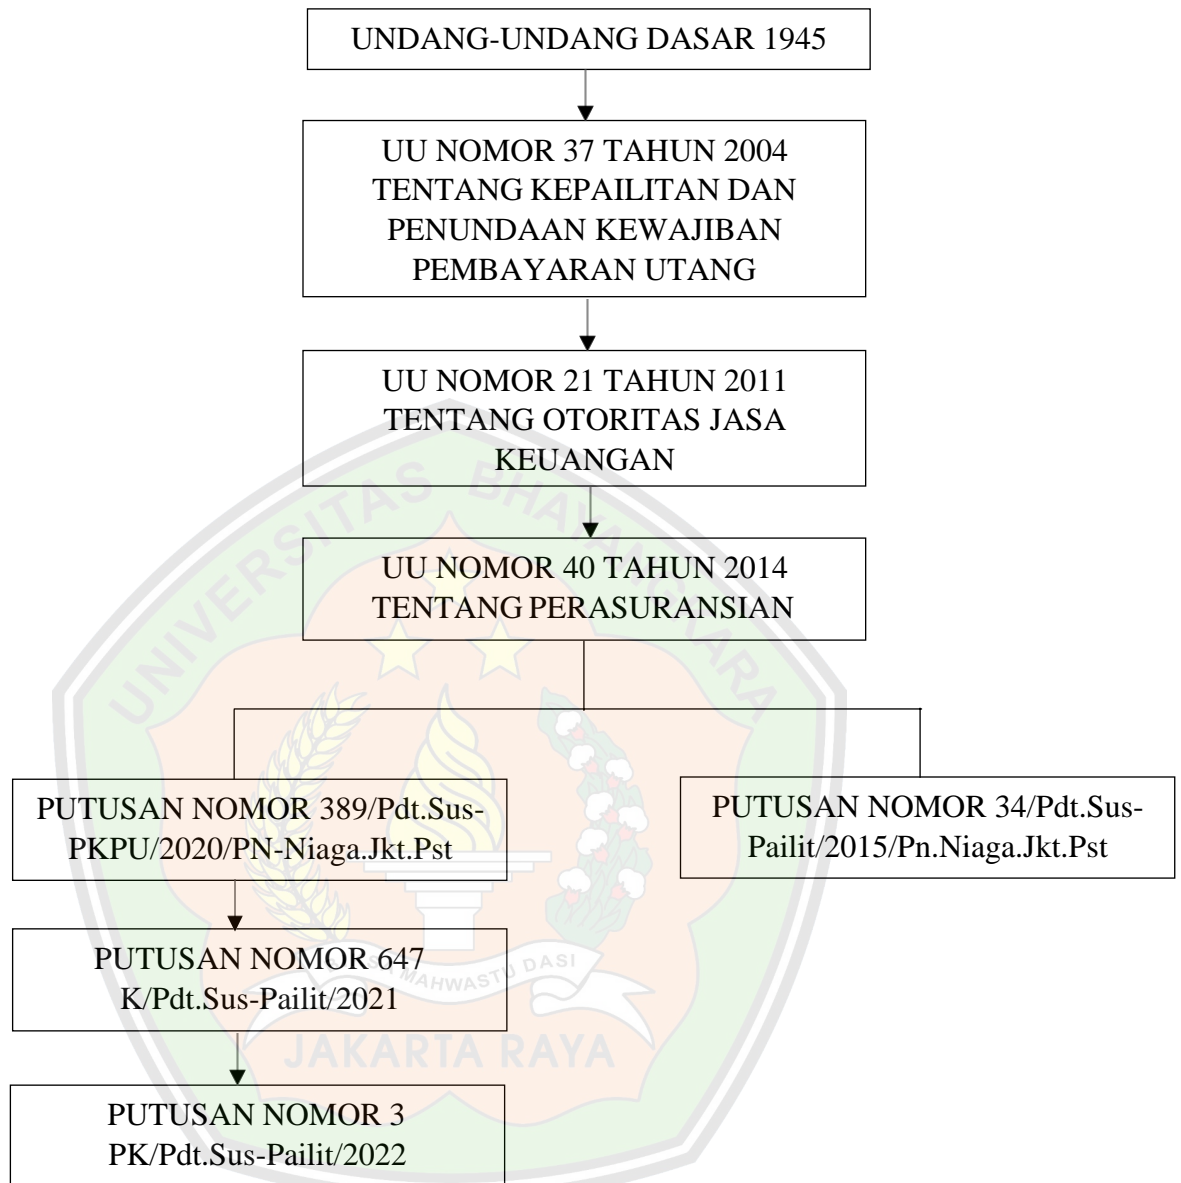 UNDANG-UNDANG DASAR 1945
UU NOMOR 37 TAHUN 2004
TENTANG KEPAILITAN DAN
PENUNDAAN KEWAJIBAN
PEMBAYARAN UTANG
UU NOMOR 21 TAHUN 2011
TENTANG OTORITAS JASA
KEUANGAN
UNIVERSITAS BHAYANGKARA
UU NOMOR 40 TAHUN 2014
TENTANG PERASURANSIAN
PUTUSAN NOMOR 389/Pdt.Sus-
PKPU/2020/PN-Niaga.Jkt.Pst
PUTUSAN NOMOR 34/Pdt.Sus-
Pailit/2015/Pn.Niaga.Jkt.Pst
PUTUSAN NOMOR 647
K/Pdt.Sus-Pailit/2021
MAHWASTU DASI
JAKARTA RAYA
PUTUSAN NOMOR 3
PK/Pdt.Sus-Pailit/2022